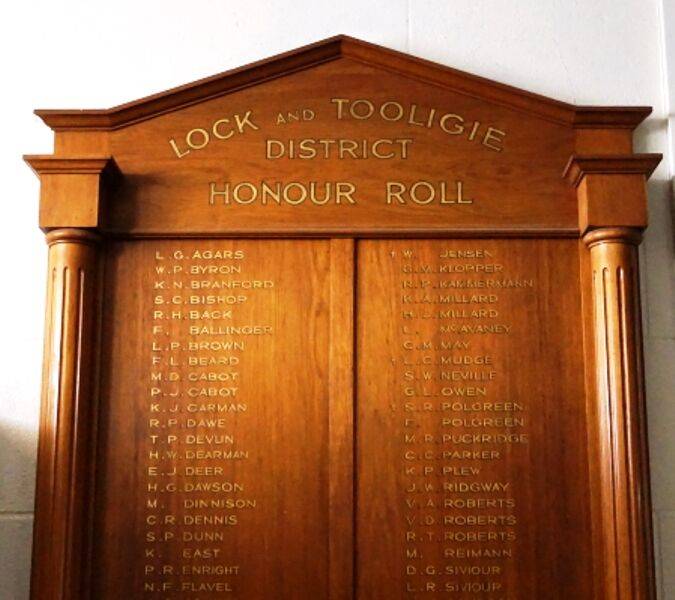 LOCK AND TOOLIGIE
DISTRICT
HONOUR ROLL
L. G. AGARS
W. P. BYRON
K. N. BRANFORD
S. C. BISHOP
R. H. BACK
F. BALLINGER
L. P. BROWN
F. L. BEARD
M. D. CABOT
P. J. CABOT
K. J. CARMAN
R. P. DAWE
T. P. DEVLIN
H. W. DEARMAN
E. J. DEER
H. G. DAWSON
M. DINNISON
C. R. DENNIS
S. P. DUNN
K. EAST
P. R. ENRIGHT
N. F. FLAVEL
† W. JENSEN
G. M. KLOPPER
R. P. KAMMERMANN
K. A. MILLARD
H. L. MILLARD
L. McAVANEY
C. M. MAY
† L. C. MUDGE
S. W. NEVILLE
G. L. OWEN
† S. R. POLGREEN
F. POLGREEN
M. R. PUCKRIDGE
C. C. PARKER
K. P. PLEW
J. W. RIDGWAY
V. A. ROBERTS
V. D. ROBERTS
R. T. ROBERTS
M. REIMANN
D. G. SIVIOUR
L. R. SIVIOUR